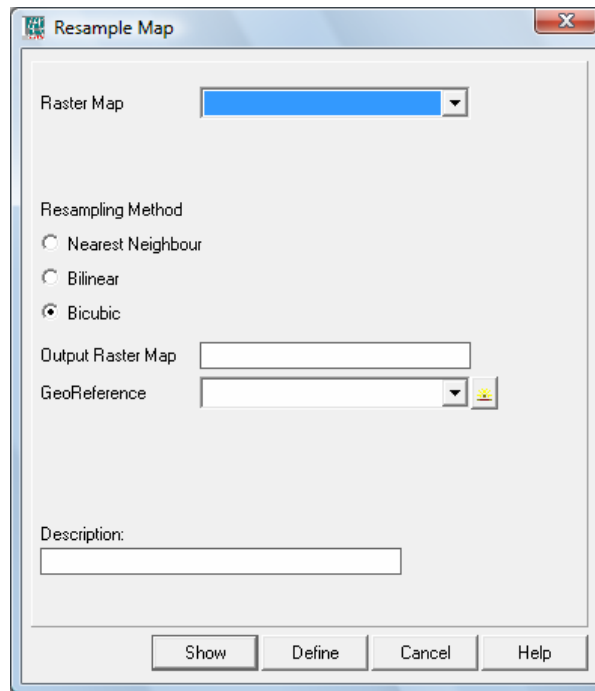 Resample Map
Raster Map
Resampling Method
Nearest Neighbour
Bilinear
Bicubic
Output Raster Map
GeoReference
Description:
Show Define Cancel Help